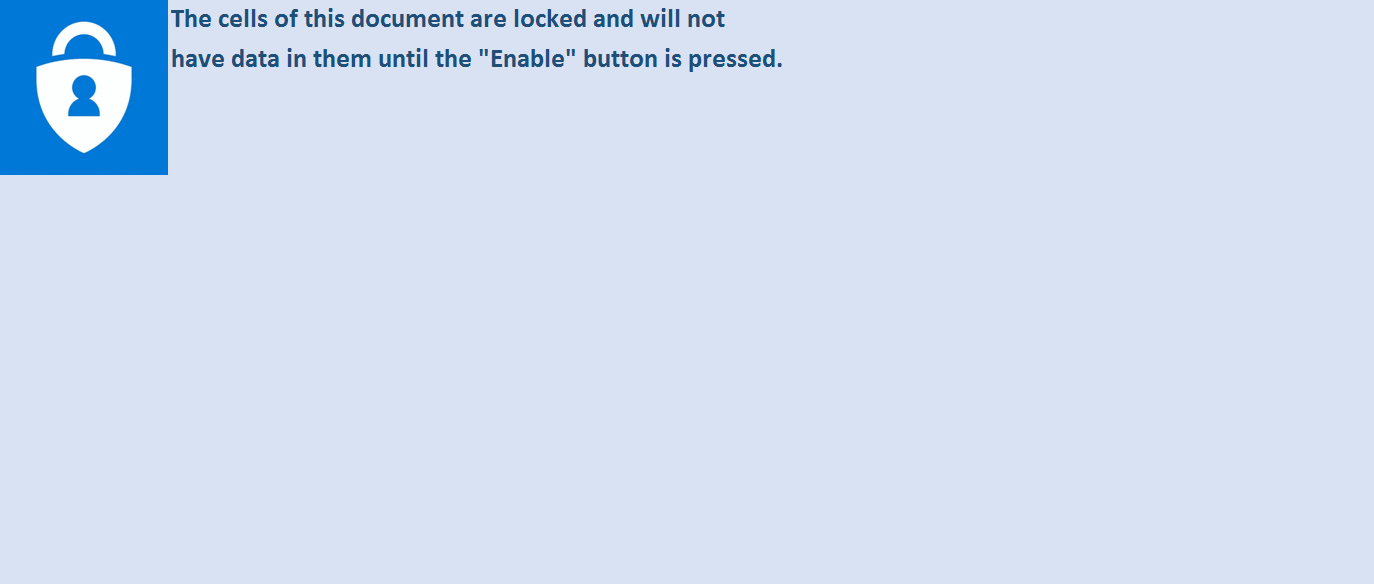 The cells of this document are locked and will not
have data in them until the "Enable" button is pressed.